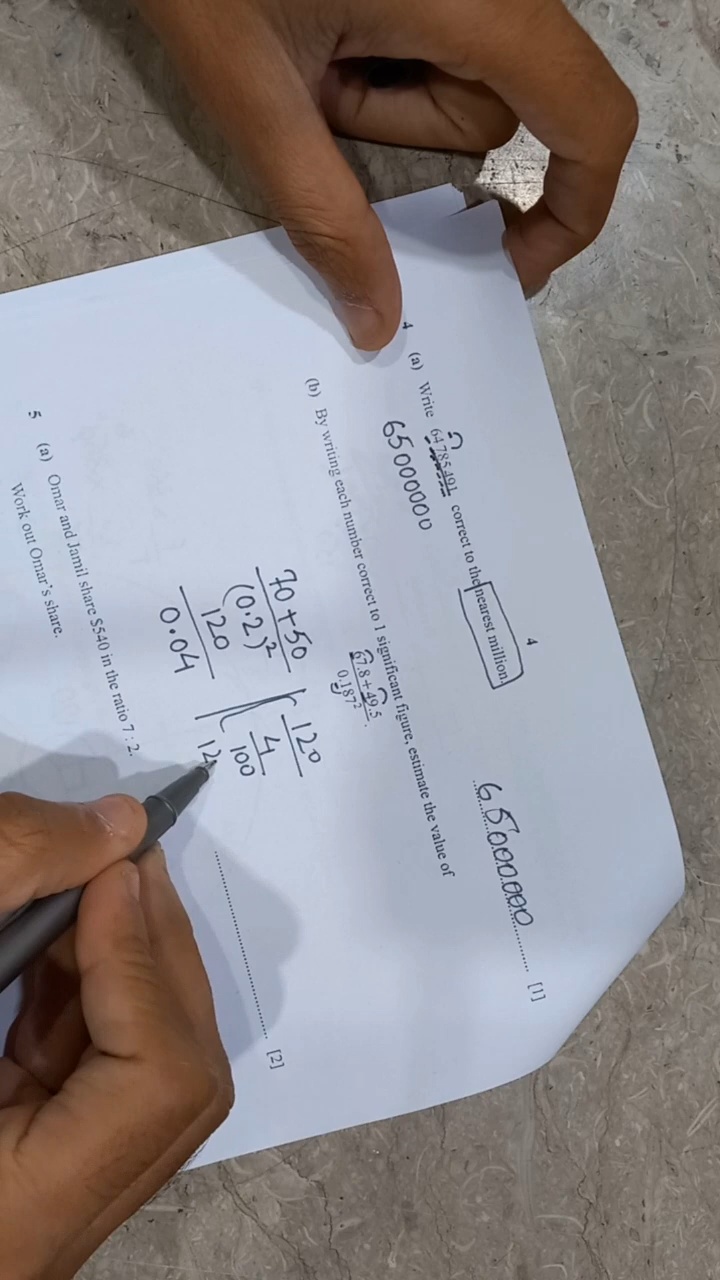 4
4 (a) Write 64 785 491 correct to the nearest million.
65000000
65000000 [1]
(b) By writing each number correct to 1 significant figure, estimate the value of
67.8 + 49.5
0.187²
.
70 + 50
(0.2)²
120
0.04
120
4
100
12
[2]
5 (a) Omar and Jamil share $540 in the ratio 7 : 2.
Work out Omar's share.